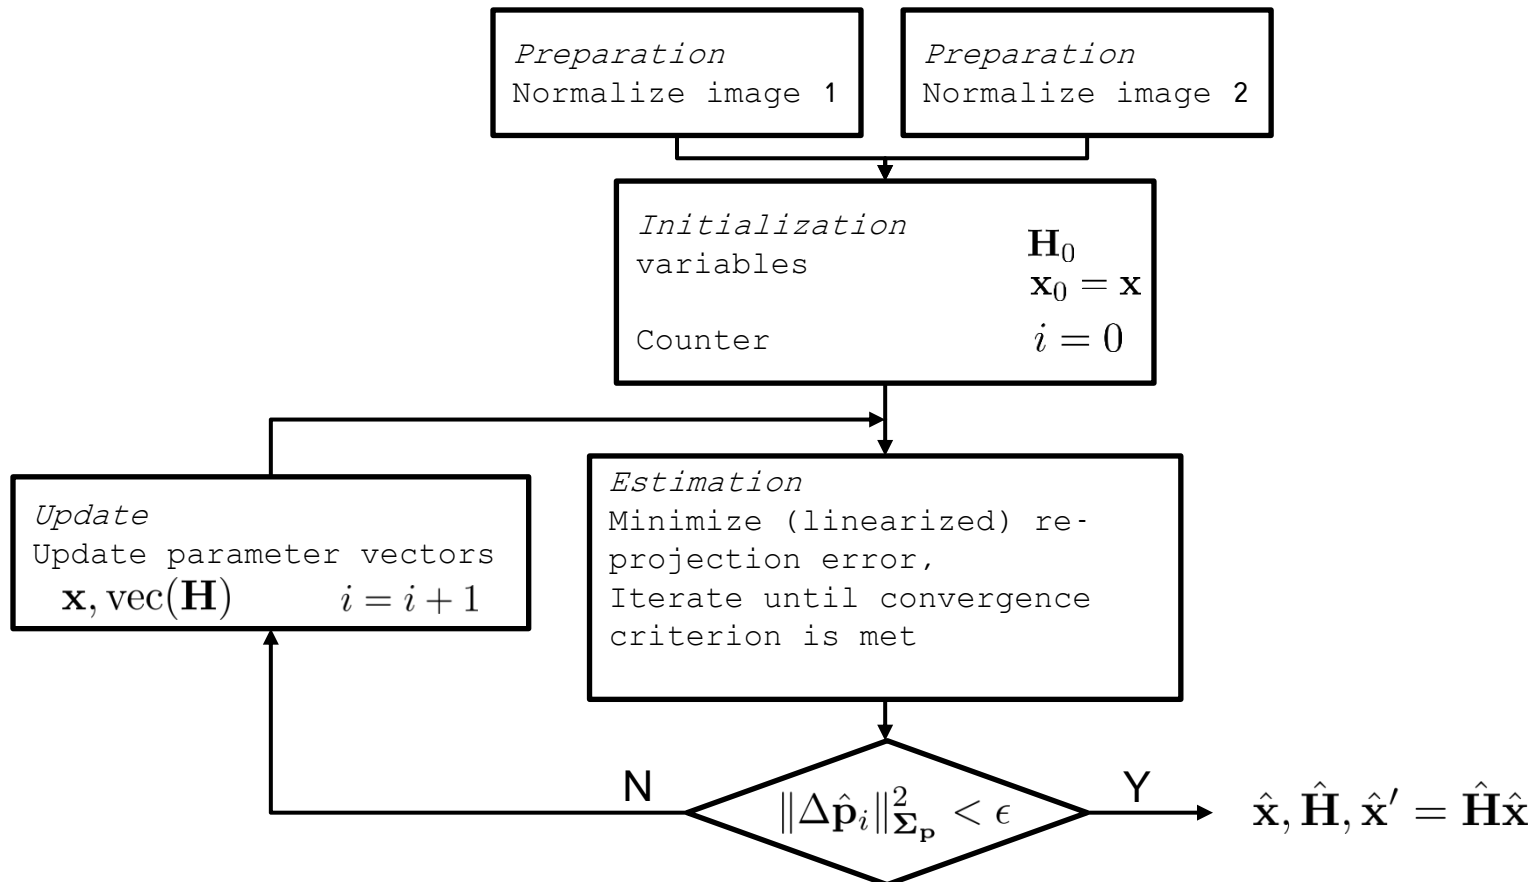 Preparation
Normalize image 1
Preparation
Normalize image 2
Initialization
variables
𝐇₀
𝐱₀ = 𝐱
Counter
i = 0
Update
Update parameter vectors
𝐱, vec(𝐇)
i = i + 1
Estimation
Minimize (linearized) re-
projection error,
Iterate until convergence
criterion is met
N
‖Δ𝐩̂ᵢ‖²_𝚺𝐩 < ϵ
Y
𝐱̂, 𝐇̂, 𝐱̂′ = 𝐇̂𝐱̂